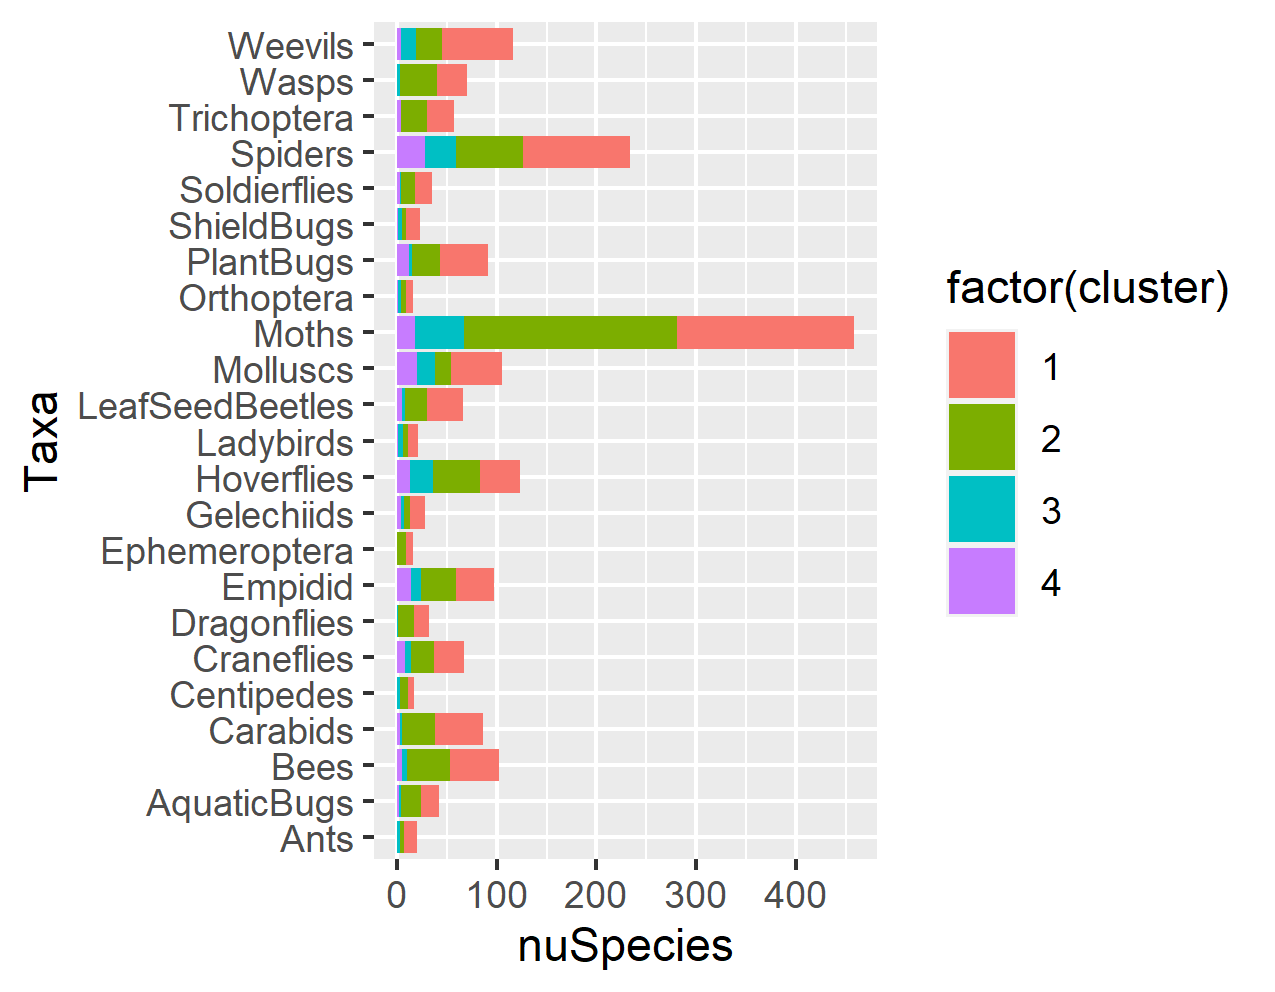 Weevils
Wasps
Trichoptera
Spiders
Soldierflies
ShieldBugs
PlantBugs
Orthoptera
Moths
Molluscs
LeafSeedBeetles
Ladybirds
Hoverflies
Gelechiids
Ephemeroptera
Empidid
Dragonflies
Craneflies
Centipedes
Carabids
Bees
AquaticBugs
Ants
Taxa
0 100 200 300 400
nuSpecies
factor(cluster)
1
2
3
4